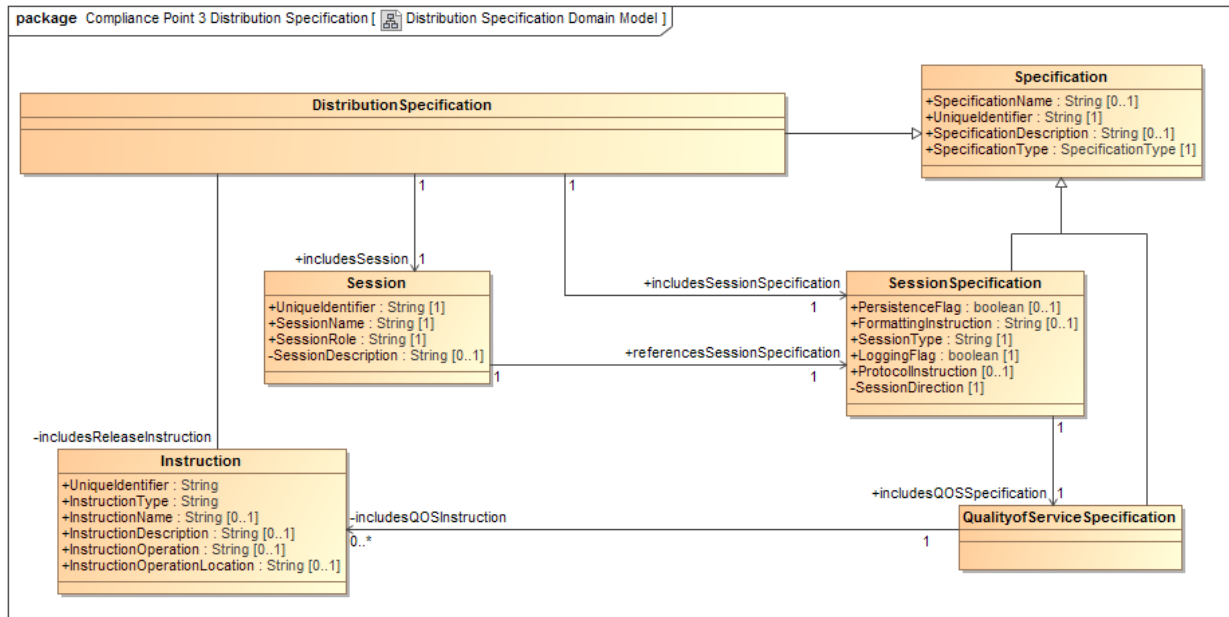 package Compliance Point 3 Distribution Specification [ Distribution Specification Domain Model ]
DistributionSpecification
Specification
+SpecificationName : String [0..1]
+UniqueIdentifier : String [1]
+SpecificationDescription : String [0..1]
+SpecificationType : SpecificationType [1]
1
1
+includesSession
1
Session
+UniqueIdentifier : String [1]
+SessionName : String [1]
+SessionRole : String [1]
-SessionDescription : String [0..1]
+includesSessionSpecification
1
+referencesSessionSpecification
1
1
SessionSpecification
+PersistenceFlag : boolean [0..1]
+FormattingInstruction : String [0..1]
+SessionType : String [1]
+LoggingFlag : boolean [1]
+ProtocolInstruction [0..1]
-SessionDirection [1]
1
-includesReleaseInstruction
Instruction
+UniqueIdentifier : String
+InstructionType : String
+InstructionName : String [0..1]
+InstructionDescription : String [0..1]
+InstructionOperation : String [0..1]
+InstructionOperationLocation : String [0..1]
+includesQOSSpecification
1
-includesQOSInstruction
0..*
1
QualityofServiceSpecification